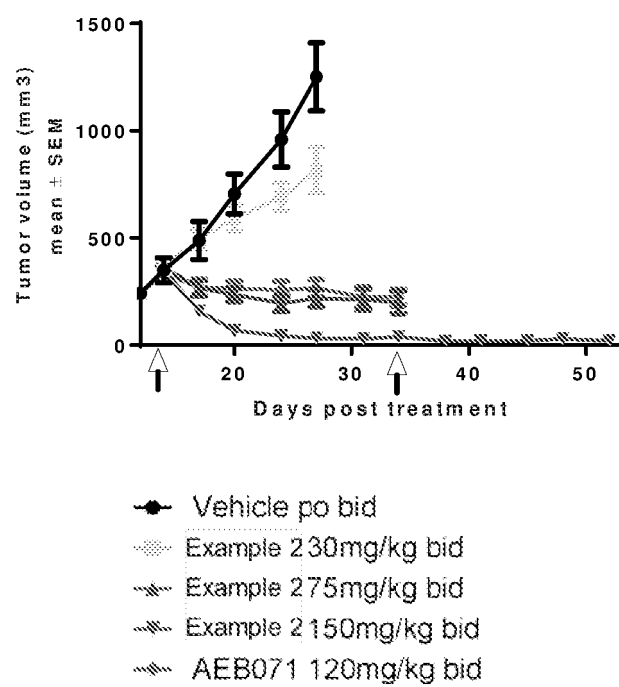 Tumor volume (mm3)
mean ± SEM
1500
1000
500
0
20
30
40
50
Days post treatment
Vehicle po bid
Example 2 30mg/kg bid
Example 2 75mg/kg bid
Example 2 150mg/kg bid
AEB071 120mg/kg bid